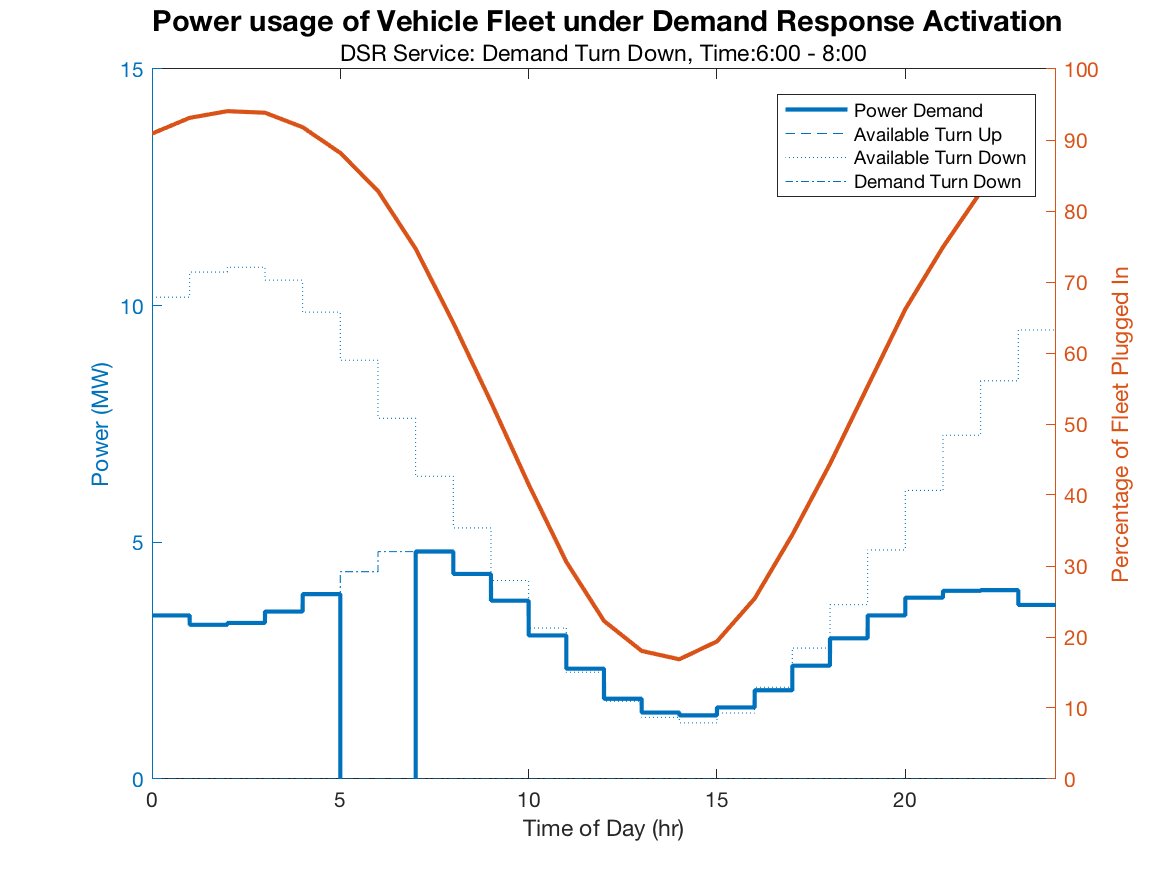 Power usage of Vehicle Fleet under Demand Response Activation
DSR Service: Demand Turn Down, Time:6:00 - 8:00
Power Demand
Available Turn Up
Available Turn Down
Demand Turn Down
Power (MW)
15
10
5
0
100
90
80
70
60
50
40
30
20
10
0
Percentage of Fleet Plugged In
0
5
10
15
20
Time of Day (hr)